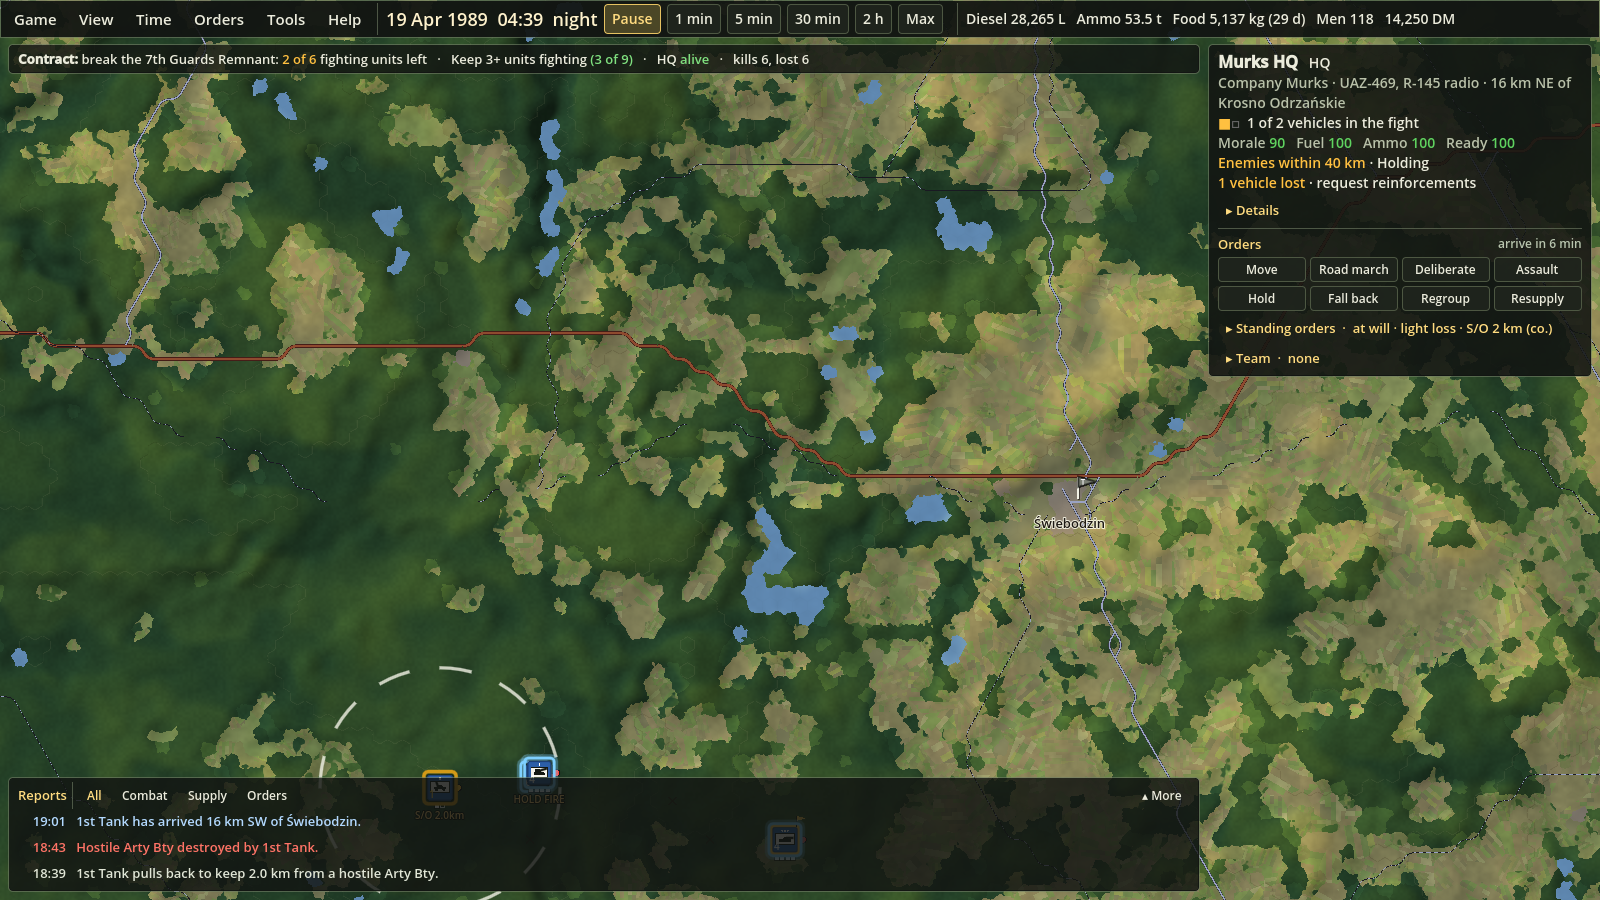 Game View Time Orders Tools Help 19 Apr 1989 04:39 night Pause 1 min 5 min 30 min 2 h Max Diesel 28,265 L Ammo 53.5 t Food 5,137 kg (29 d) Men 118 14,250 DM
Contract: break the 7th Guards Remnant: 2 of 6 fighting units left · Keep 3+ units fighting (3 of 9) · HQ alive · kills 6, lost 6
Murks HQ HQ
Company Murks · UAZ-469, R-145 radio · 16 km NE of
Krosno Odrzańskie
1 of 2 vehicles in the fight
Morale 90 Fuel 100 Ammo 100 Ready 100
Enemies within 40 km · Holding
1 vehicle lost · request reinforcements
▸ Details
Orders arrive in 6 min
Move Road march Deliberate Assault
Hold Fall back Regroup Resupply
▸ Standing orders · at will · light loss · S/O 2 km (co.)
▸ Team · none
Świebodzin
HOLD FIRE
S/O 2.0km
Reports All Combat Supply Orders ▴ More
19:01 1st Tank has arrived 16 km SW of Świebodzin.
18:43 Hostile Arty Bty destroyed by 1st Tank.
18:39 1st Tank pulls back to keep 2.0 km from a hostile Arty Bty.